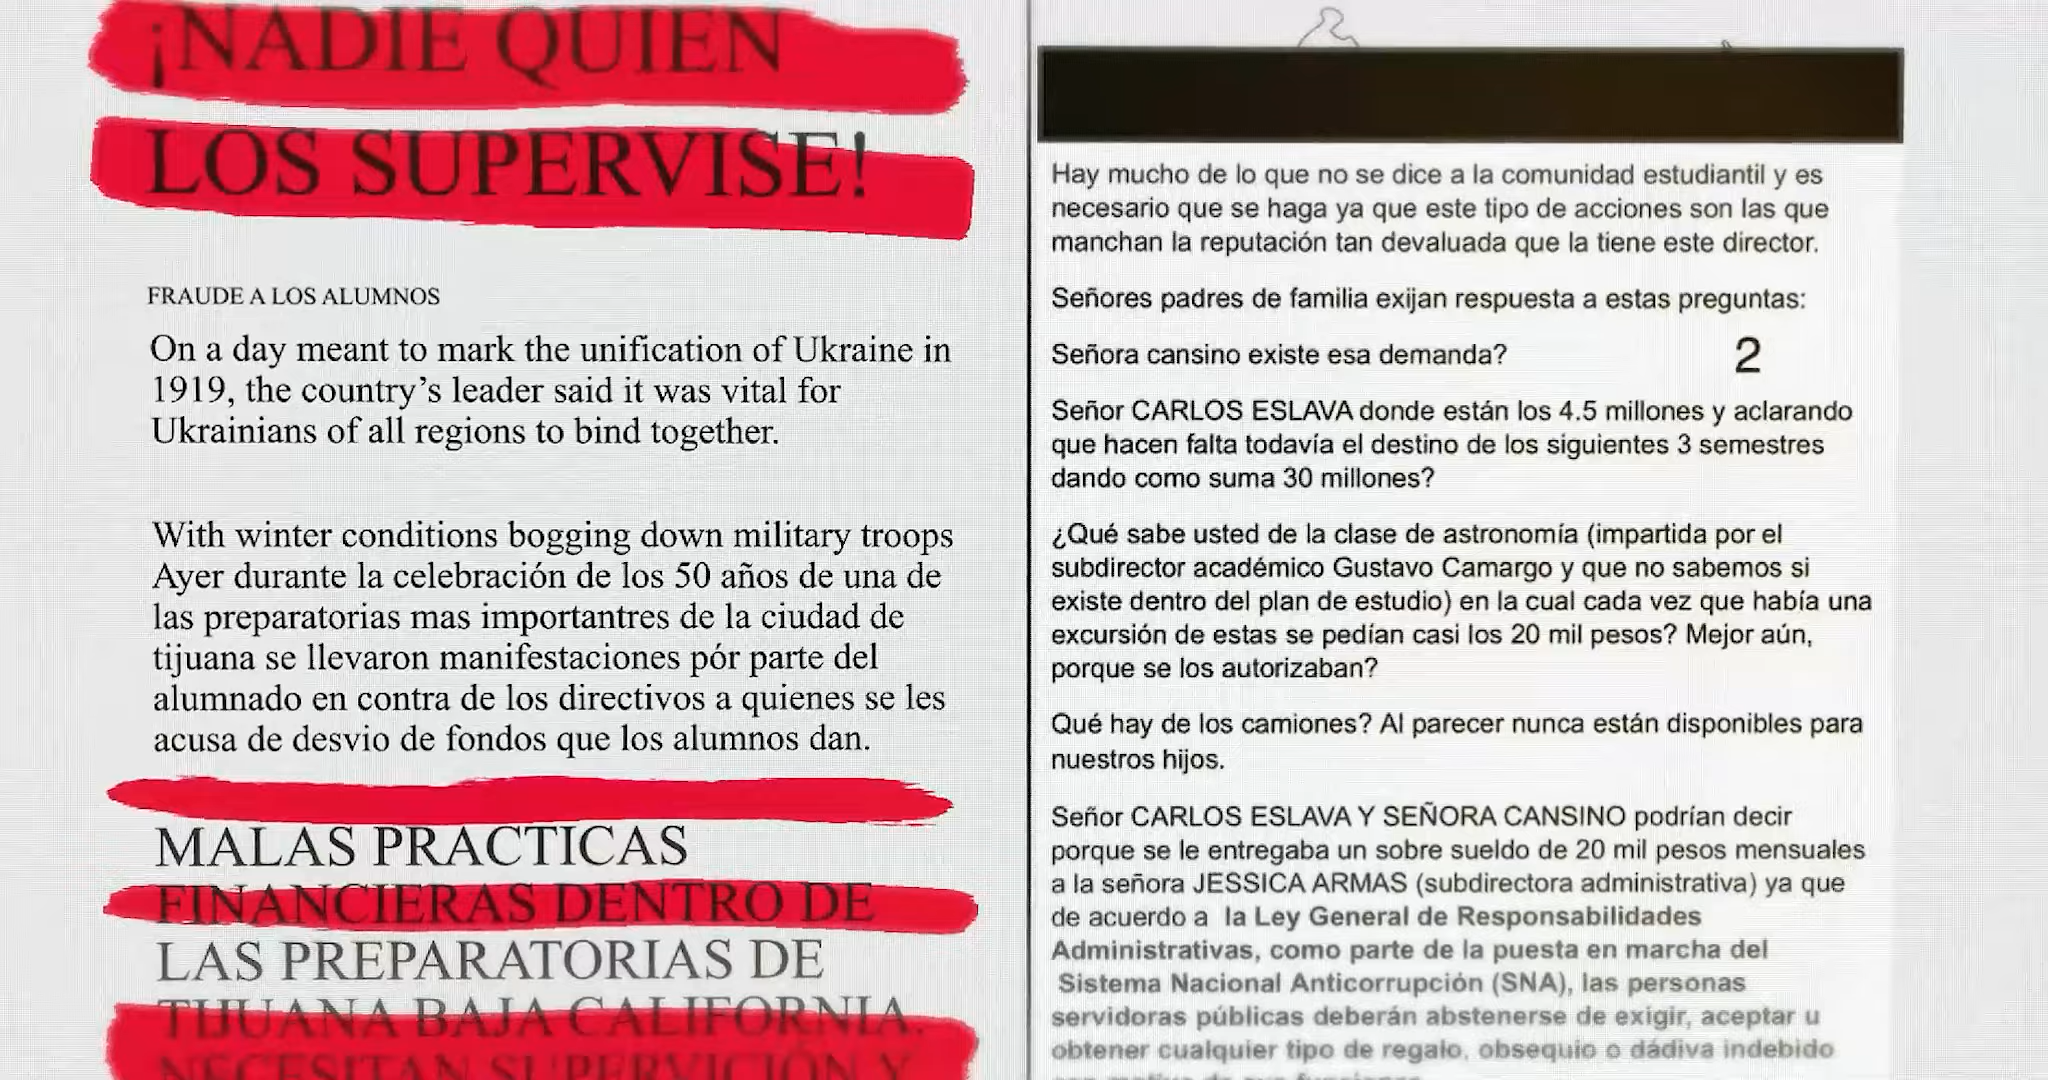 ¡NADIE QUIEN
LOS SUPERVISE!
FRAUDE A LOS ALUMNOS
On a day meant to mark the unification of Ukraine in
1919, the country’s leader said it was vital for
Ukrainians of all regions to bind together.
With winter conditions bogging down military troops
Ayer durante la celebración de los 50 años de una de
las preparatorias mas importantres de la ciudad de
tijuana se llevaron manifestaciones pór parte del
alumnado en contra de los directivos a quienes se les
acusa de desvio de fondos que los alumnos dan.
MALAS PRACTICAS
FINANCIERAS DENTRO DE
LAS PREPARATORIAS DE
TIJUANA BAJA CALIFORNIA.
NECESITAN SUPERVICIÓN Y
Hay mucho de lo que no se dice a la comunidad estudiantil y es
necesario que se haga ya que este tipo de acciones son las que
manchan la reputación tan devaluada que la tiene este director.
Señores padres de familia exijan respuesta a estas preguntas:
Señora cansino existe esa demanda?
2
Señor CARLOS ESLAVA donde están los 4.5 millones y aclarando
que hacen falta todavía el destino de los siguientes 3 semestres
dando como suma 30 millones?
¿Qué sabe usted de la clase de astronomía (impartida por el
subdirector académico Gustavo Camargo y que no sabemos si
existe dentro del plan de estudio) en la cual cada vez que había una
excursión de estas se pedían casi los 20 mil pesos? Mejor aún,
porque se los autorizaban?
Qué hay de los camiones? Al parecer nunca están disponibles para
nuestros hijos.
Señor CARLOS ESLAVA Y SEÑORA CANSINO podrían decir
porque se le entregaba un sobre sueldo de 20 mil pesos mensuales
a la señora JESSICA ARMAS (subdirectora administrativa) ya que
de acuerdo a la Ley General de Responsabilidades
Administrativas, como parte de la puesta en marcha del
Sistema Nacional Anticorrupción (SNA), las personas
servidoras públicas deberán abstenerse de exigir, aceptar u
obtener cualquier tipo de regalo, obsequio o dádiva indebido